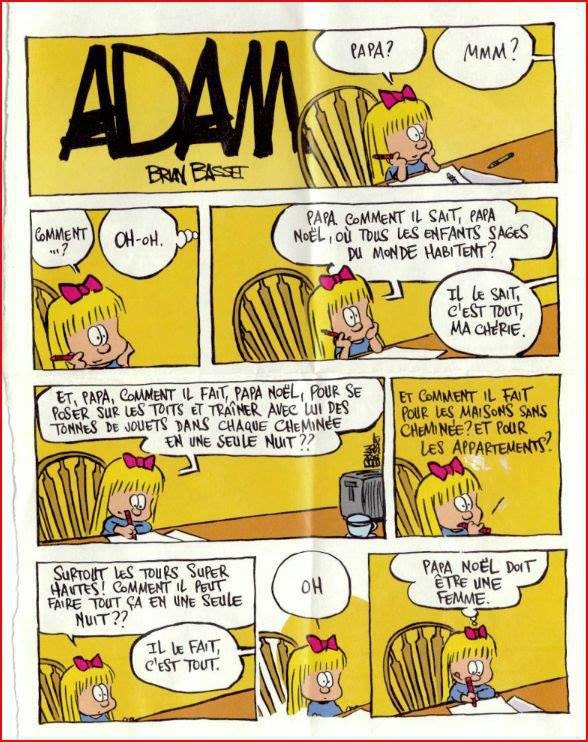 ADAM
BRIAN BASSET
PAPA?
MMM?
COMMENT
...?
OH-OH.
PAPA COMMENT IL SAIT, PAPA
NOËL, OÙ TOUS LES ENFANTS SAGES
DU MONDE HABITENT?
IL LE SAIT,
C'EST TOUT,
MA CHÉRIE.
ET, PAPA, COMMENT IL FAIT, PAPA NOËL, POUR SE
POSER SUR LES TOITS ET TRAÎNER AVEC LUI DES
TONNES DE JOUETS DANS CHAQUE CHEMINÉE
EN UNE SEULE NUIT??
BRIAN BASSET
ET COMMENT IL FAIT
POUR LES MAISONS SANS
CHEMINÉE? ET POUR
LES APPARTEMENTS?
SURTOUT LES TOURS SUPER
HAUTES! COMMENT IL PEUT
FAIRE TOUT ÇA EN UNE SEULE
NUIT??
IL LE FAIT,
C'EST TOUT.
OH
PAPA NOËL DOIT
ÊTRE UNE
FEMME.